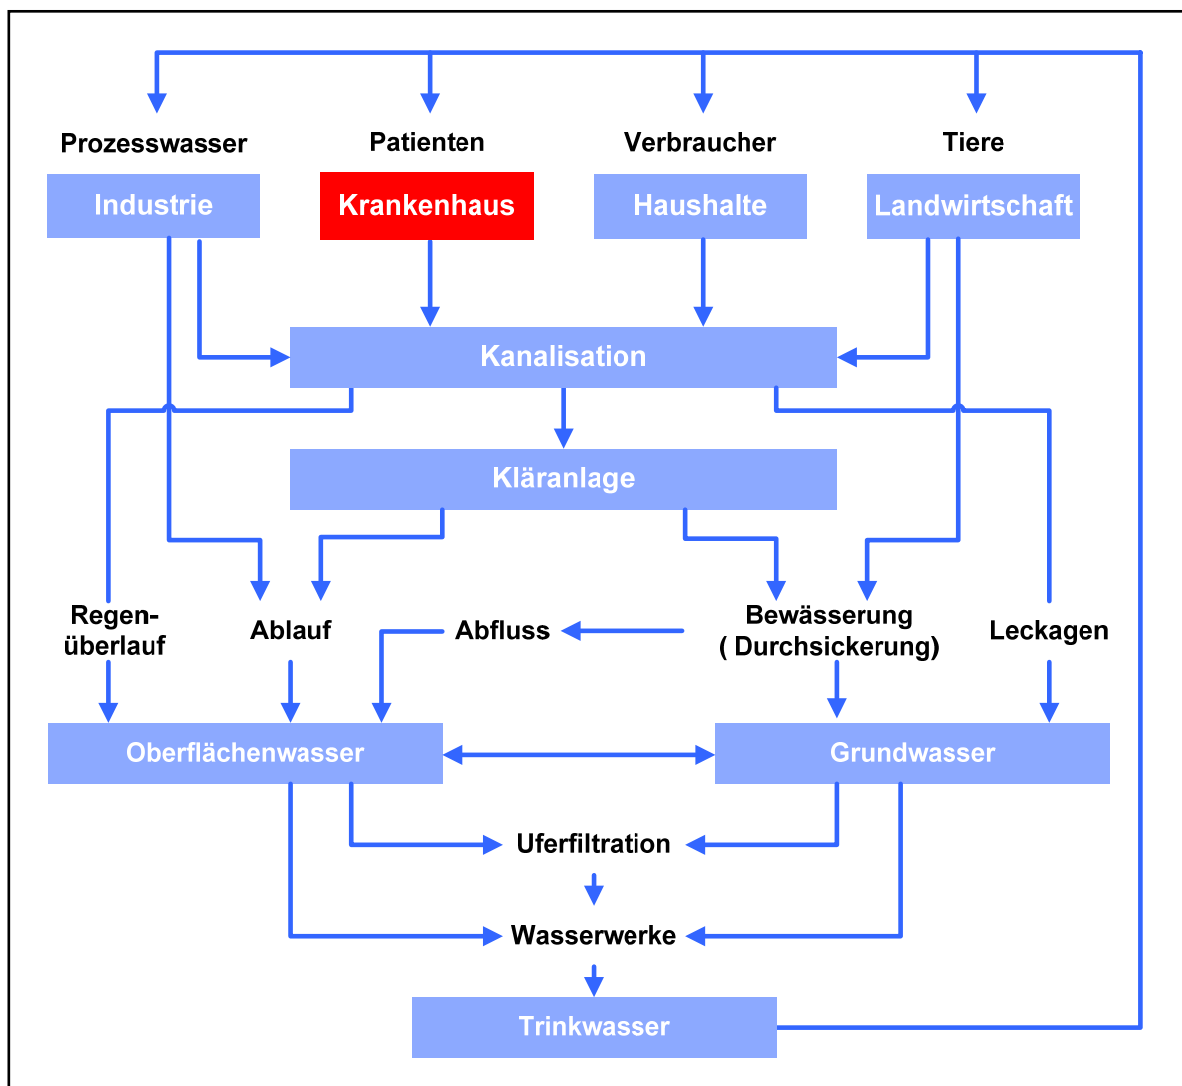 Prozesswasser
Patienten
Verbraucher
Tiere
Industrie
Krankenhaus
Haushalte
Landwirtschaft
Kanalisation
Kläranlage
Regen-
überlauf
Ablauf
Abfluss
Bewässerung
( Durchsickerung)
Leckagen
Oberflächenwasser
Grundwasser
Uferfiltration
Wasserwerke
Trinkwasser